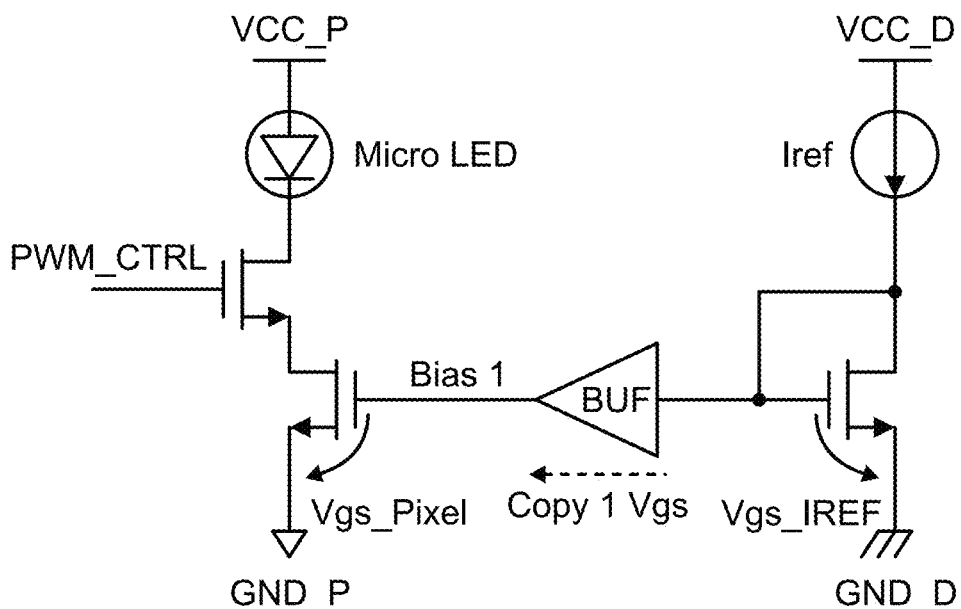 VCC_P
VCC_D
Micro LED
Iref
PWM_CTRL
Bias 1
BUF
Copy 1 Vgs
Vgs_Pixel
Vgs_IREF
GND_P
GND_D